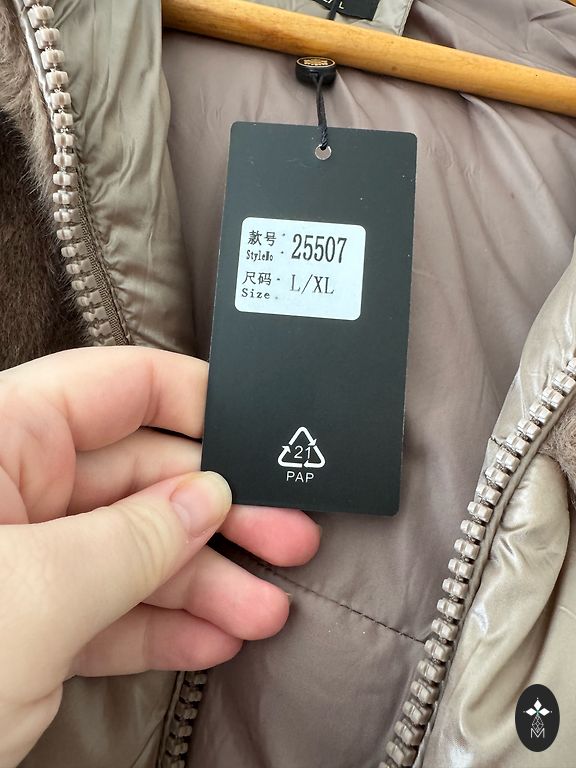 /L
款号：25507
StyleNo
尺码：L/XL
Size
21
PAP
M